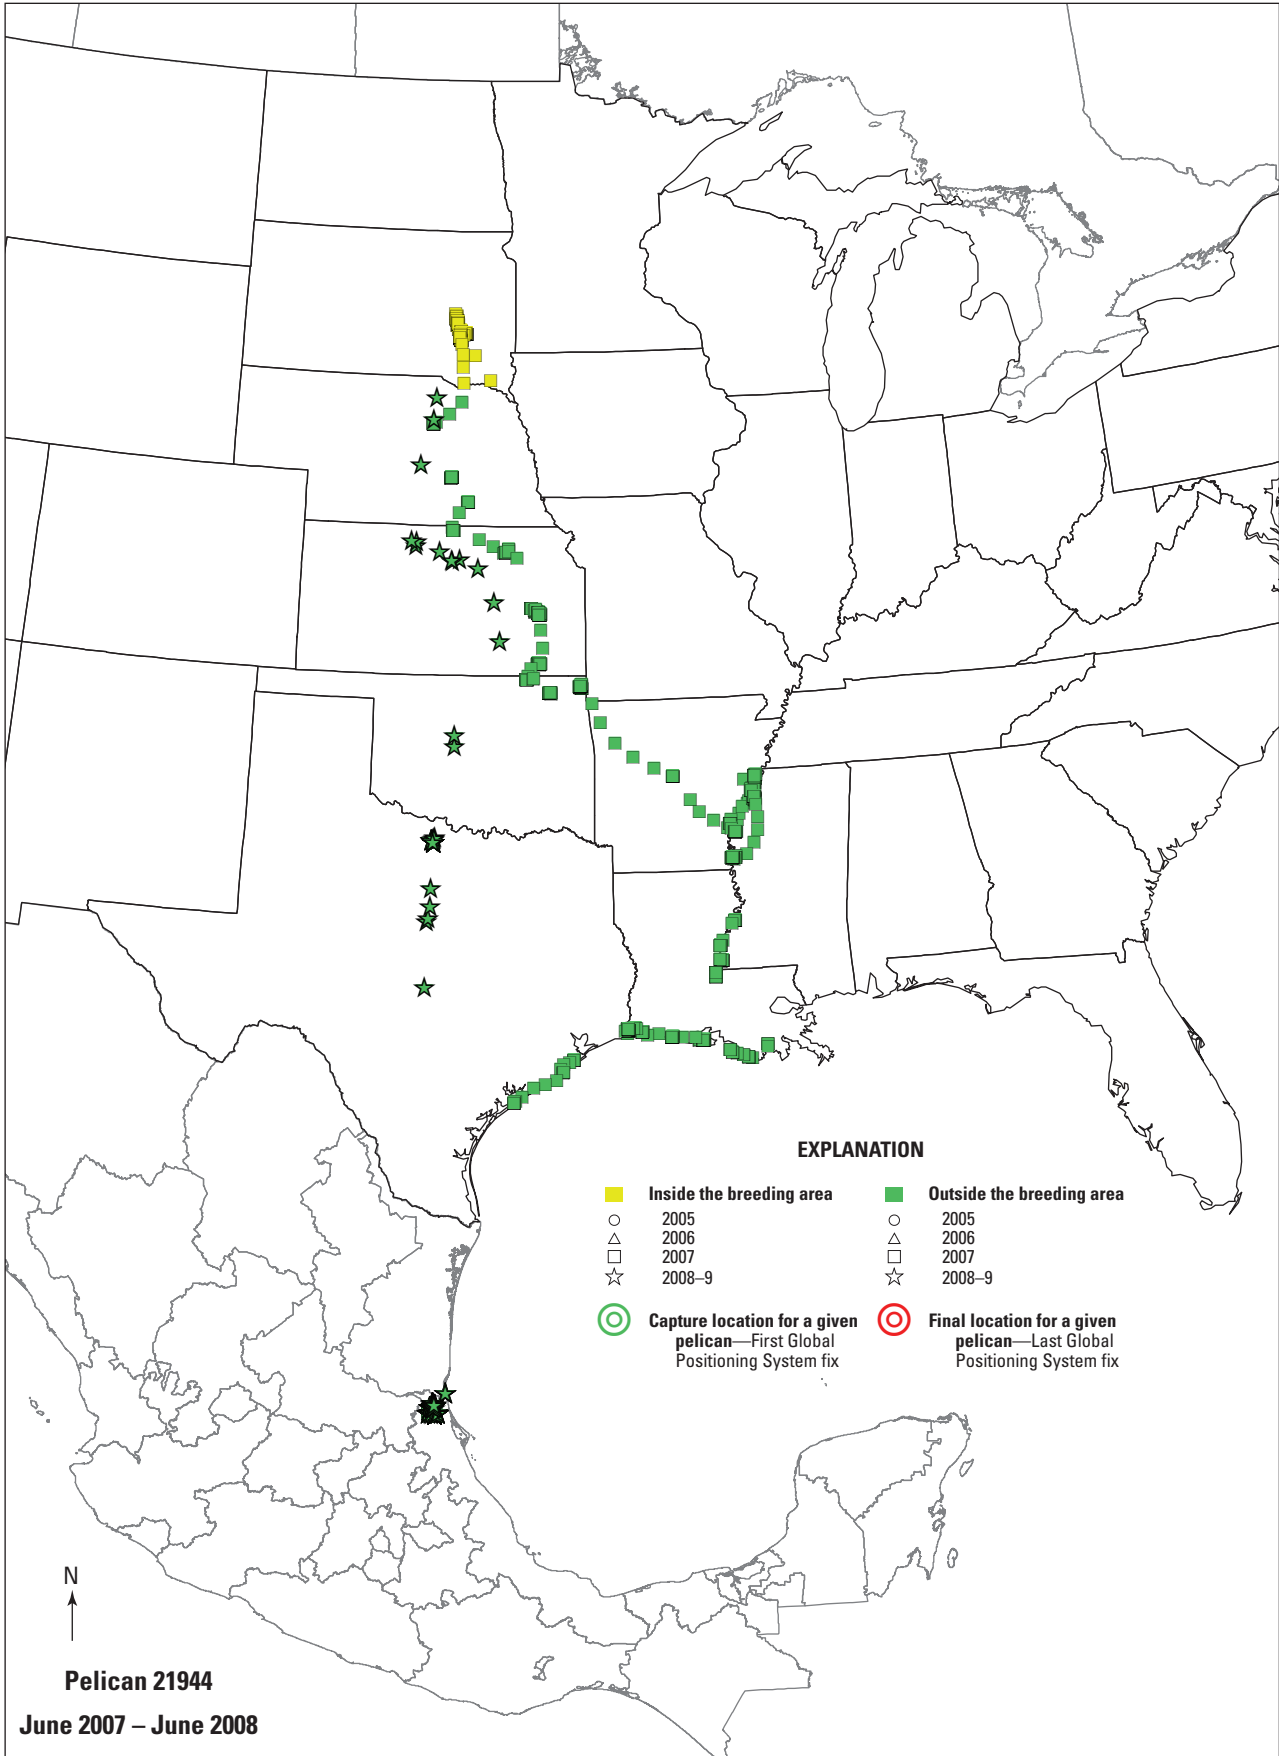 EXPLANATION
Inside the breeding area
2005
2006
2007
2008–9
Outside the breeding area
2005
2006
2007
2008–9
Capture location for a given
pelican—First Global
Positioning System fix
Final location for a given
pelican—Last Global
Positioning System fix
N
Pelican 21944
June 2007 – June 2008